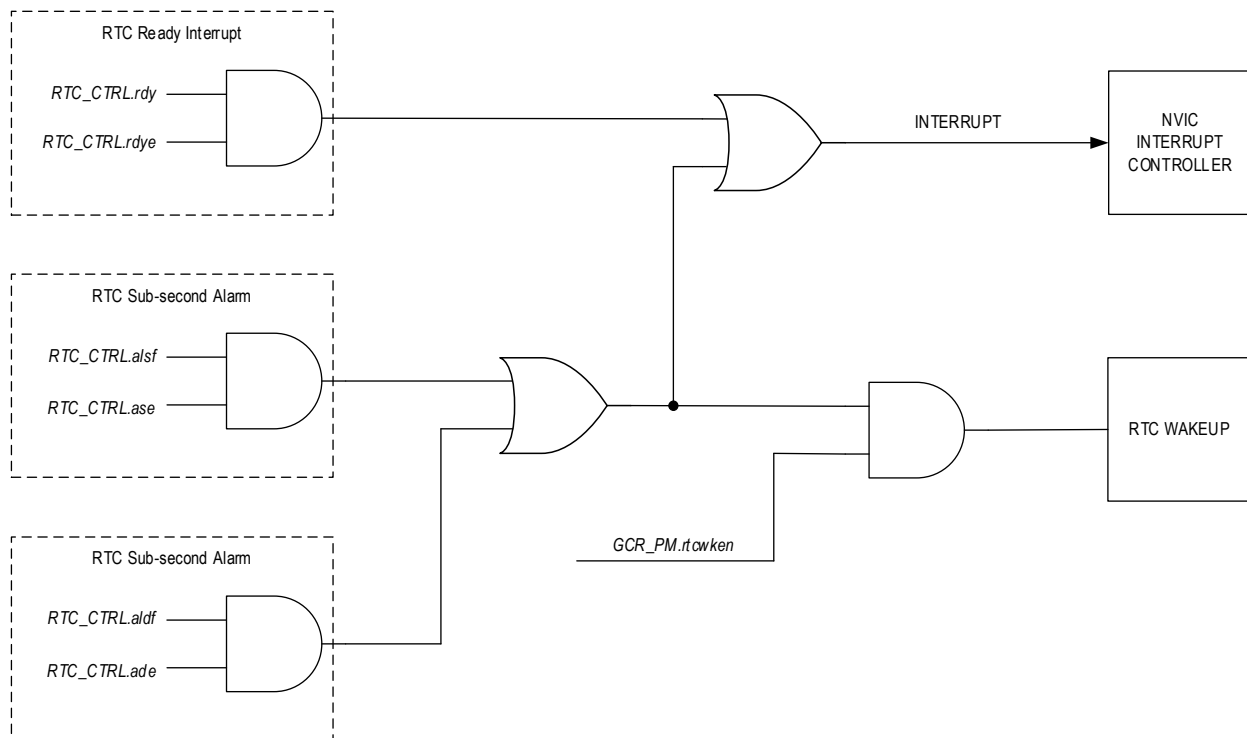 RTC Ready Interrupt
RTC_CTRL.rdy
RTC_CTRL.rdye
INTERRUPT
NVIC
INTERRUPT
CONTROLLER
RTC Sub-second Alarm
RTC_CTRL.alsf
RTC_CTRL.ase
RTC WAKEUP
GCR_PM.rtcwken
RTC Sub-second Alarm
RTC_CTRL.aldf
RTC_CTRL.ade